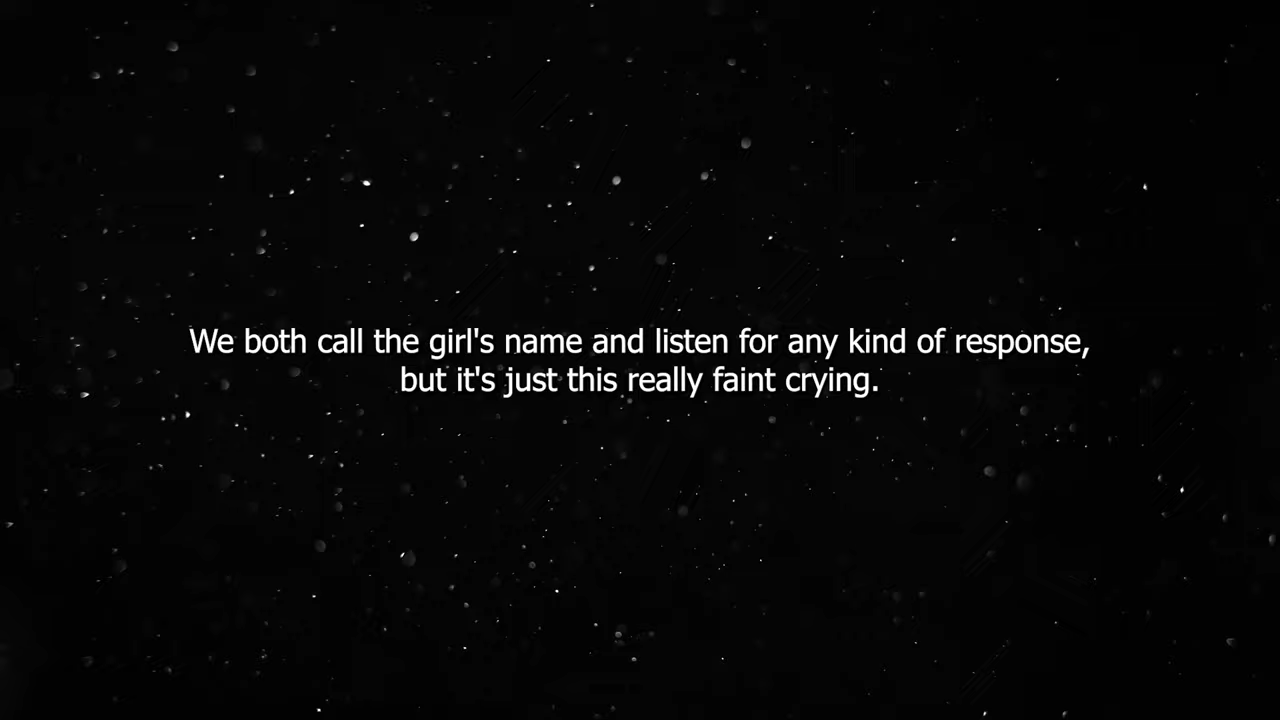 We both call the girl's name and listen for any kind of response,
but it's just this really faint crying.